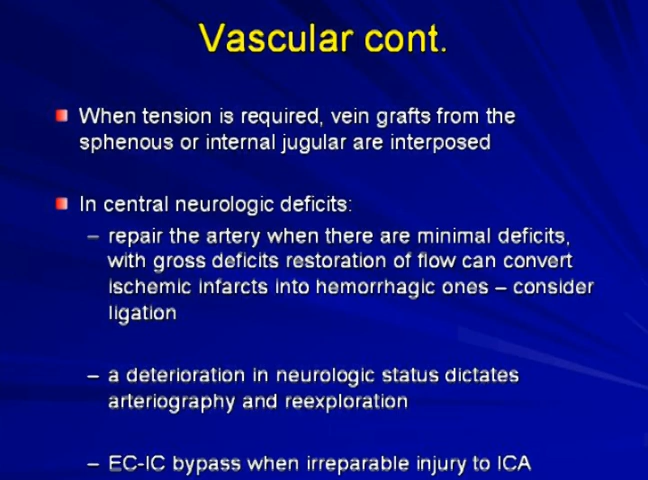 Vascular cont.
When tension is required, vein grafts from the
sphenous or internal jugular are interposed
In central neurologic deficits:
– repair the artery when there are minimal deficits,
with gross deficits restoration of flow can convert
ischemic infarcts into hemorrhagic ones – consider
ligation
– a deterioration in neurologic status dictates
arteriography and reexploration
– EC-IC bypass when irreparable injury to ICA